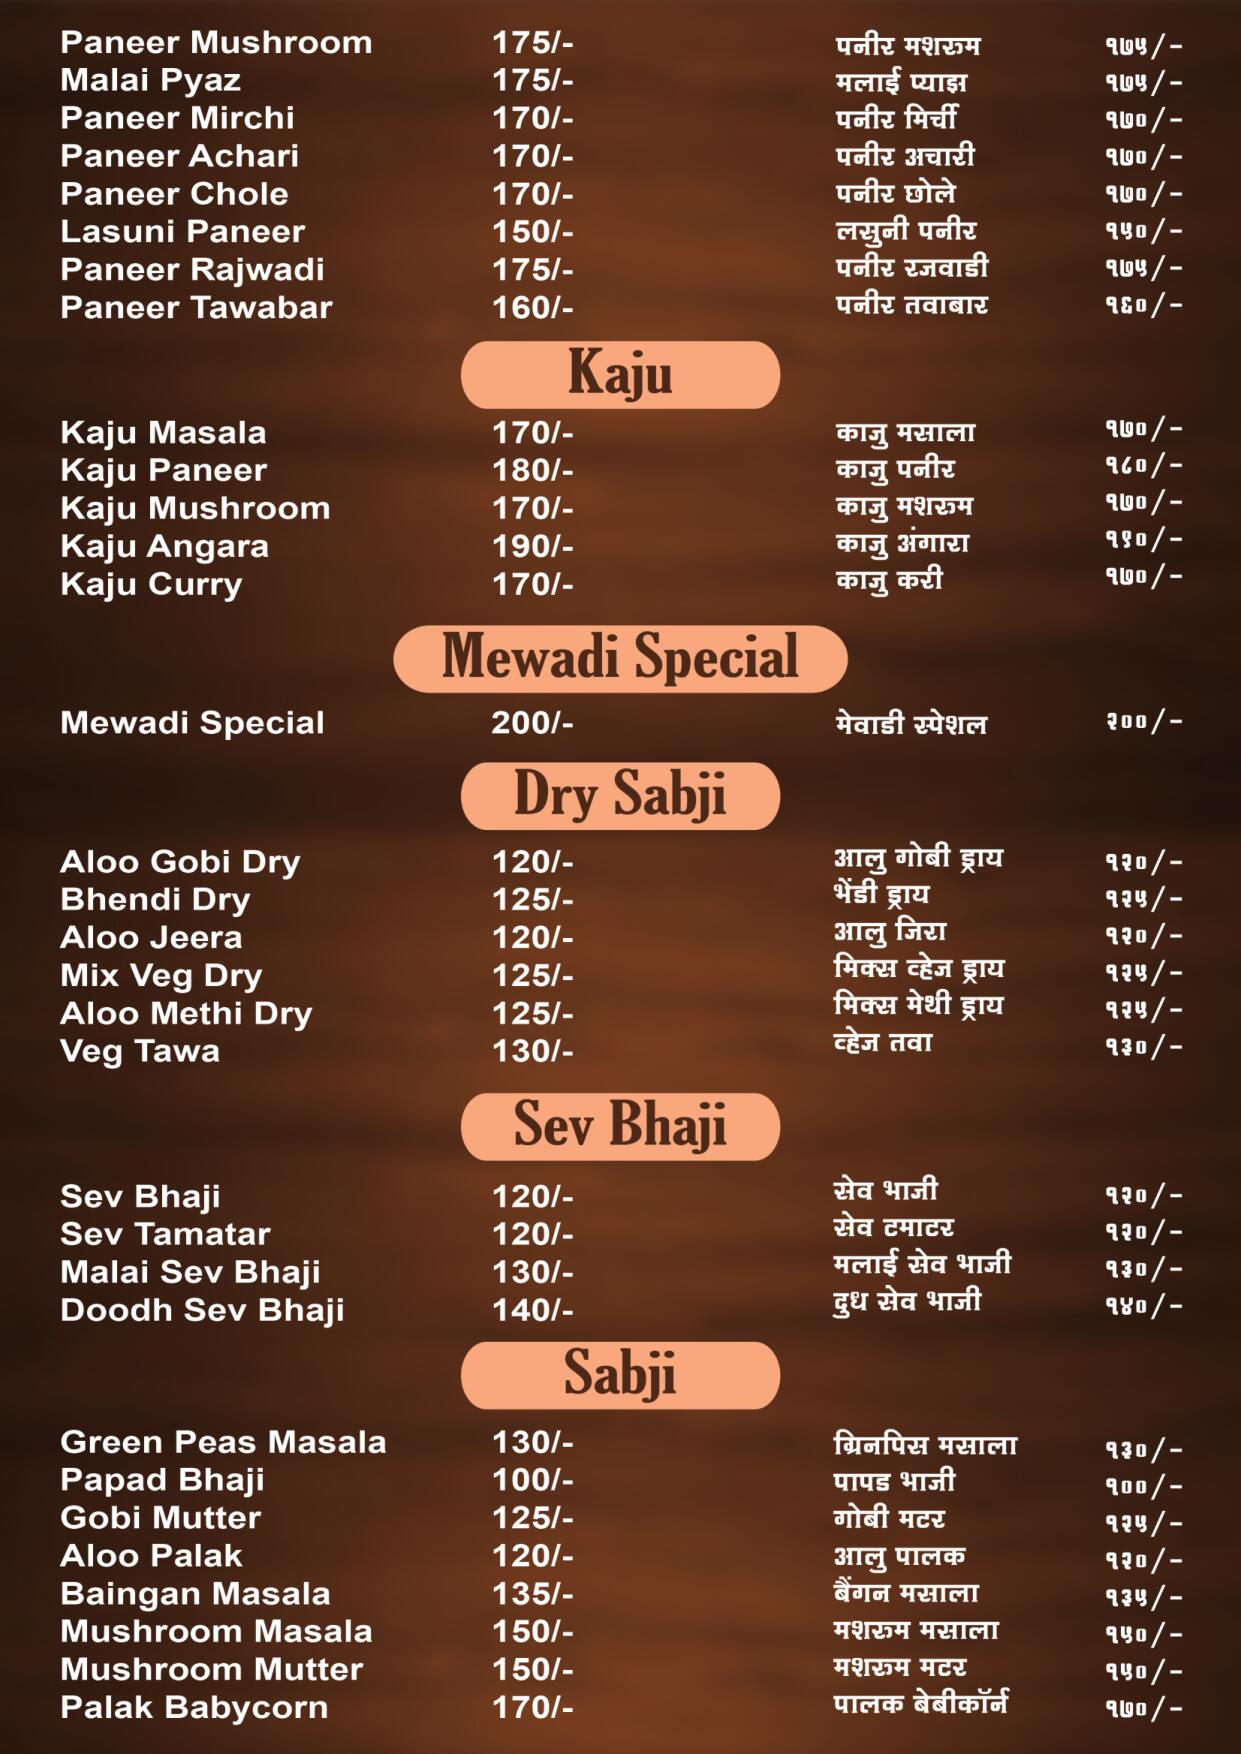 Paneer Mushroom 175/- पनीर मशरुम १७५/-
Malai Pyaz 175/- मलाई प्याझ १७५/-
Paneer Mirchi 170/- पनीर मिर्ची १७०/-
Paneer Achari 170/- पनीर अचारी १७०/-
Paneer Chole 170/- पनीर छोले १७०/-
Lasuni Paneer 150/- लसुनी पनीर १५०/-
Paneer Rajwadi 175/- पनीर रजवाडी १७५/-
Paneer Tawabar 160/- पनीर तवाबार १६०/-
Kaju
Kaju Masala 170/- काजु मसाला १७०/-
Kaju Paneer 180/- काजु पनीर १८०/-
Kaju Mushroom 170/- काजु मशरुम १७०/-
Kaju Angara 190/- काजु अंगारा १९०/-
Kaju Curry 170/- काजु करी १७०/-
Mewadi Special
Mewadi Special 200/- मेवाडी स्पेशल २००/-
Dry Sabji
Aloo Gobi Dry 120/- आलु गोबी ड्राय १२०/-
Bhendi Dry 125/- भेंडी ड्राय १२५/-
Aloo Jeera 120/- आलु जिरा १२०/-
Mix Veg Dry 125/- मिक्स व्हेज ड्राय १२५/-
Aloo Methi Dry 125/- मिक्स मेथी ड्राय १२५/-
Veg Tawa 130/- व्हेज तवा १३०/-
Sev Bhaji
Sev Bhaji 120/- सेव भाजी १२०/-
Sev Tamatar 120/- सेव टमाटर १२०/-
Malai Sev Bhaji 130/- मलाई सेव भाजी १३०/-
Doodh Sev Bhaji 140/- दुध सेव भाजी १४०/-
Sabji
Green Peas Masala 130/- ग्रिनपिस मसाला १३०/-
Papad Bhaji 100/- पापड भाजी १००/-
Gobi Mutter 125/- गोबी मटर १२५/-
Aloo Palak 120/- आलु पालक १२०/-
Baingan Masala 135/- बैंगन मसाला १३५/-
Mushroom Masala 150/- मशरुम मसाला १५०/-
Mushroom Mutter 150/- मशरुम मटर १५०/-
Palak Babycorn 170/- पालक बेबीकॉर्न १७०/-